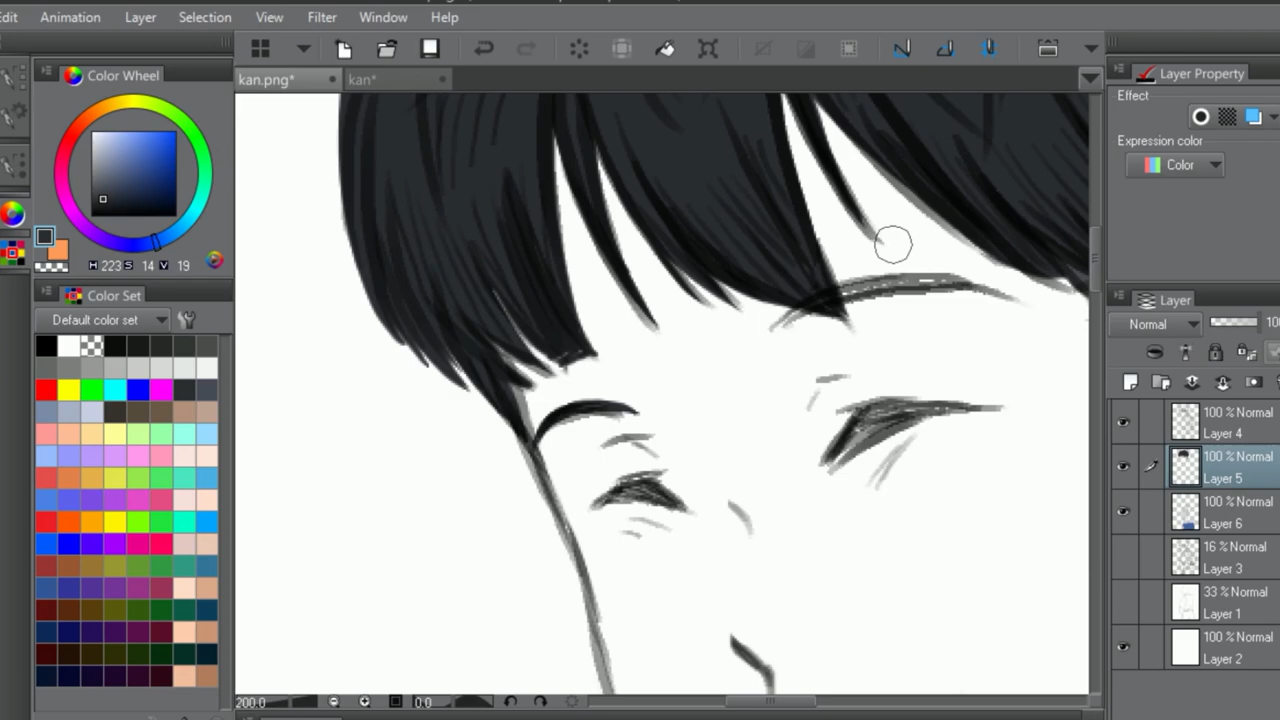 Edit Animation Layer Selection View Filter Window Help
Color Wheel
kan.png* kan*
Layer Property
Effect
Expression color
Color
H 223 S 14 V 19
Color Set
Default color set
Layer
Normal
100 % Normal
Layer 4
100 % Normal
Layer 5
100 % Normal
Layer 6
16 % Normal
Layer 3
33 % Normal
Layer 1
100 % Normal
Layer 2
200.0 0.0